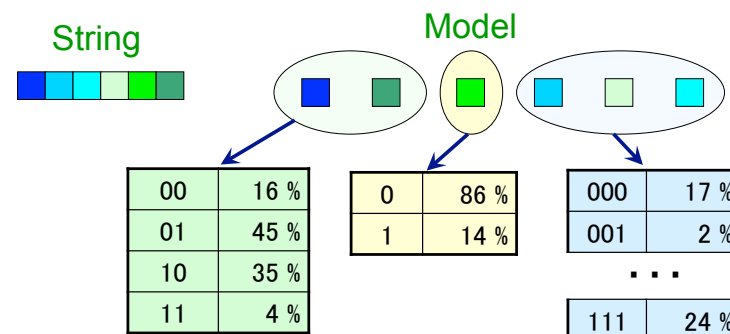 String
Model
00 16 %
01 45 %
10 35 %
11 4 %
0 86 %
1 14 %
000 17 %
001 2 %
...
111 24 %